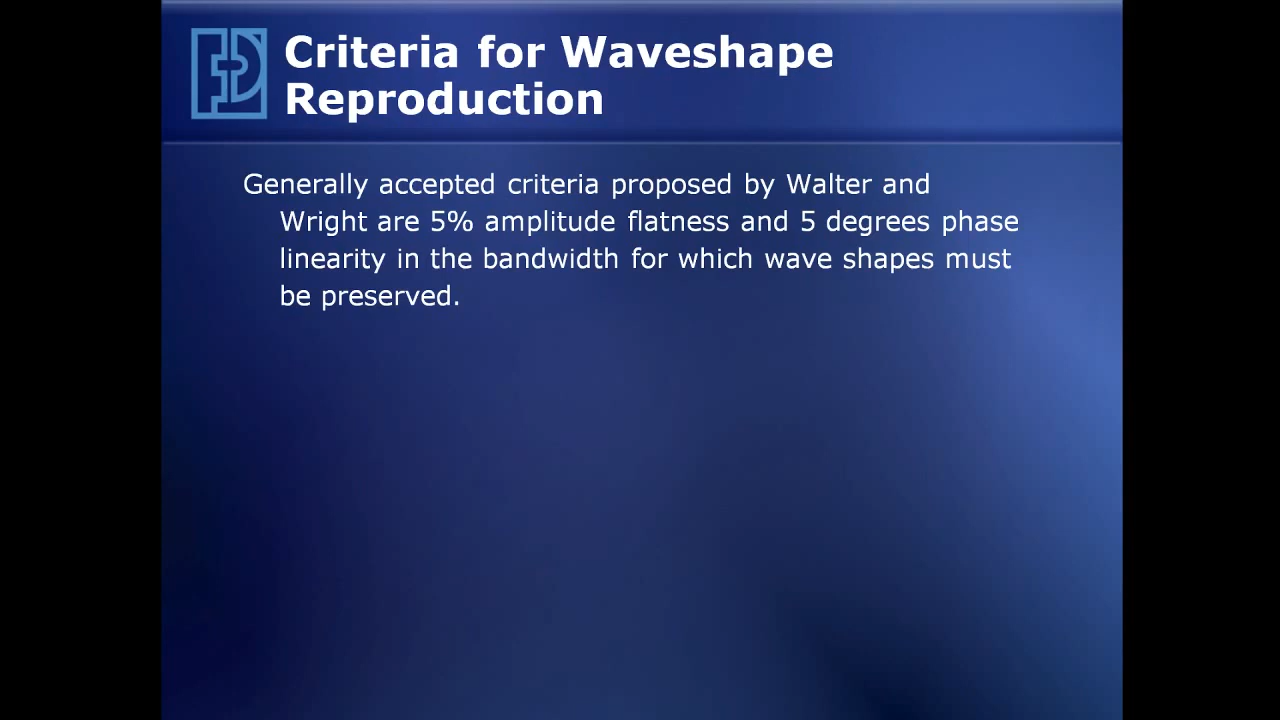 Criteria for Waveshape
Reproduction
Generally accepted criteria proposed by Walter and
Wright are 5% amplitude flatness and 5 degrees phase
linearity in the bandwidth for which wave shapes must
be preserved.